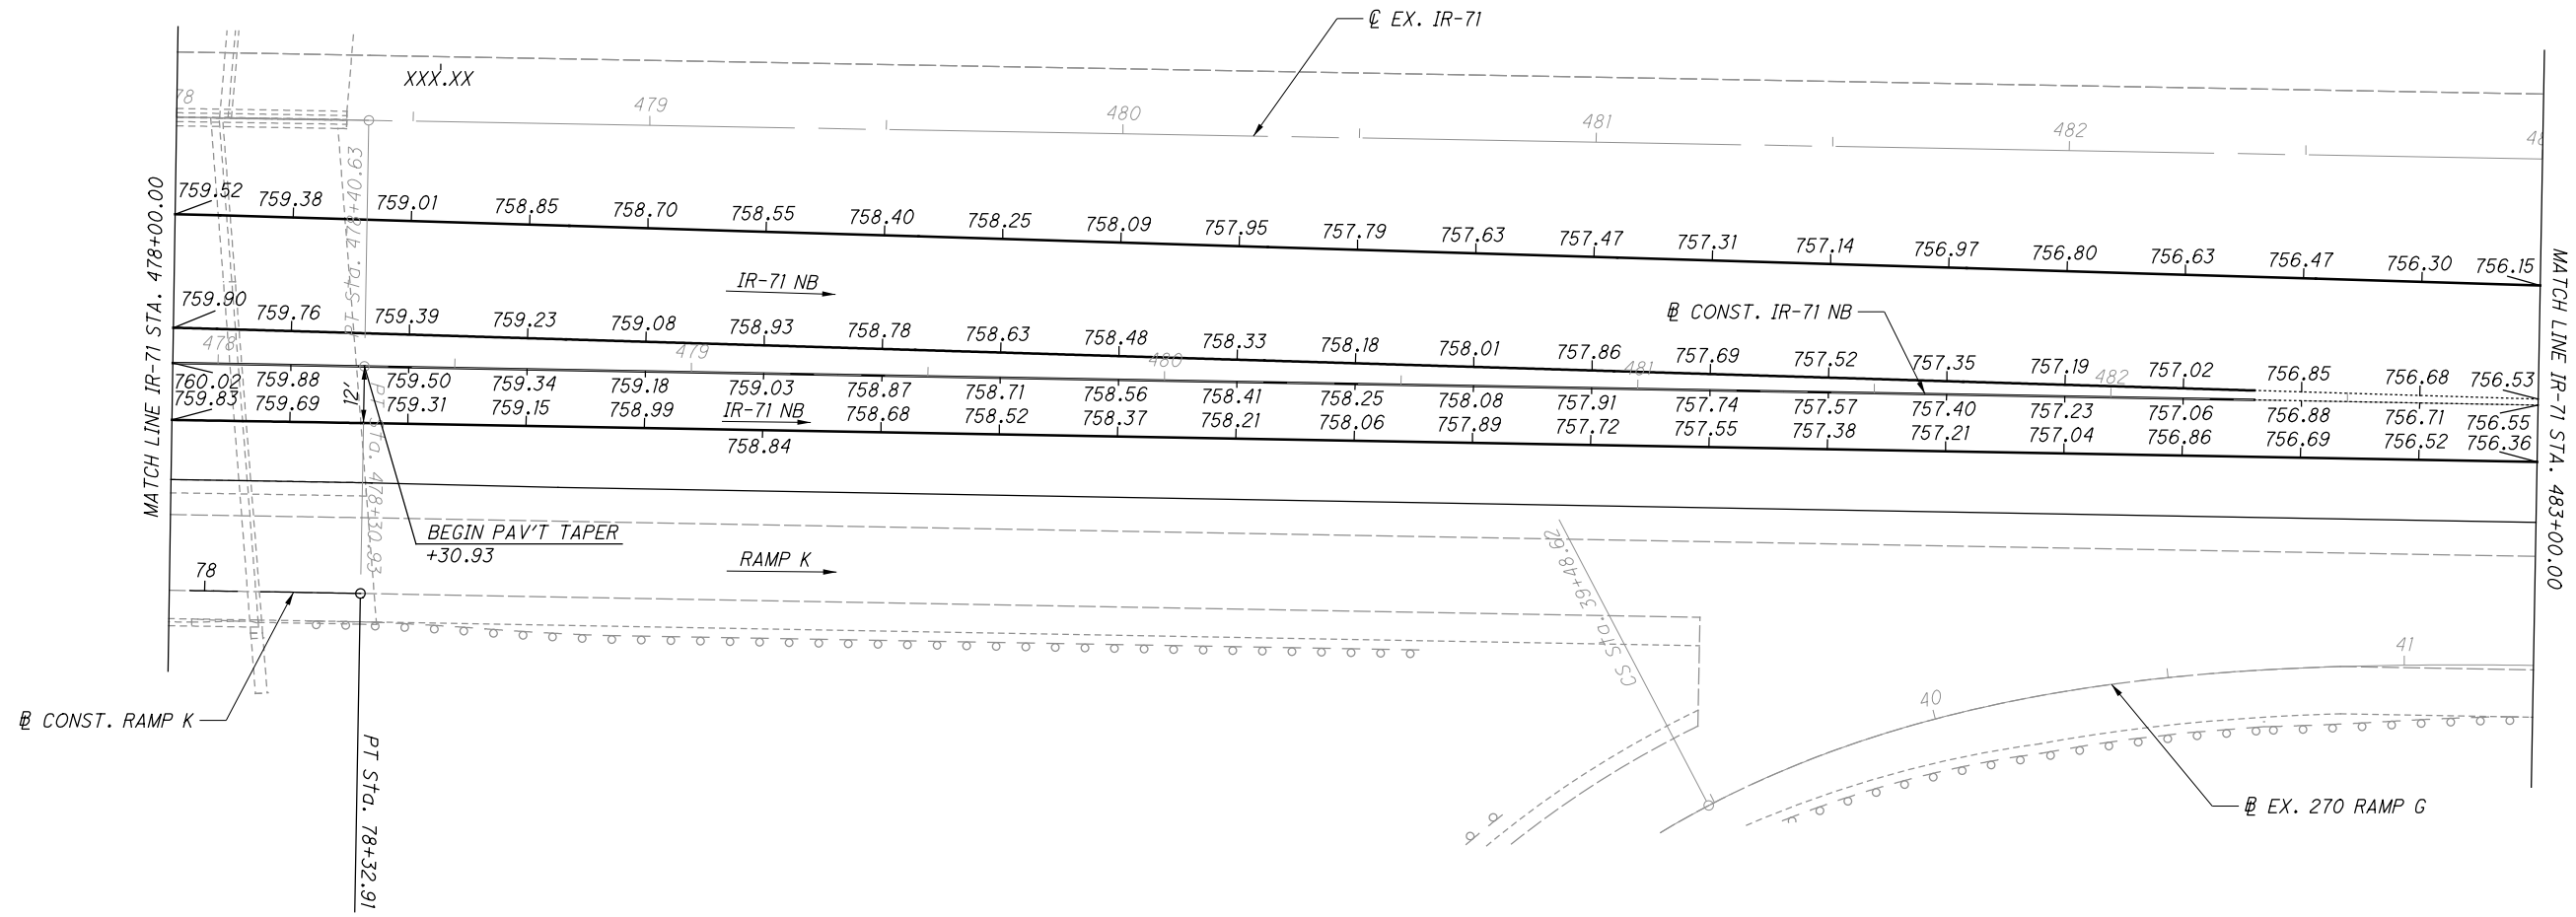 ℄ EX. IR-71
XXX.XX
78
479
480
481
482
48
PI Sta. 478+40.63
MATCH LINE IR-71 STA. 478+00.00
759.52 759.38 759.01 758.85 758.70 758.55 758.40 758.25 758.09 757.95 757.79 757.63 757.47 757.31 757.14 756.97 756.80 756.63 756.47 756.30 756.15
IR-71 NB
MATCH LINE IR-71 STA. 483+00.00
759.90 759.76 759.39 759.23 759.08 758.93 758.78 758.63 758.48 758.33 758.18 758.01 757.86 757.69 757.52 757.35 757.19 757.02 756.85 756.68 756.53
B CONST. IR-71 NB
478 479 480 481 482
760.02 759.88 759.50 759.34 759.18 759.03 758.87 758.71 758.56 758.41 758.25 758.08 757.91 757.74 757.57 757.40 757.23 757.06 756.88 756.71 756.55
12'
759.83 759.69 759.31 759.15 758.99 IR-71 NB 758.68 758.52 758.37 758.21 758.06 757.89 757.72 757.55 757.38 757.21 757.04 756.86 756.69 756.52 756.36
758.84
PT Sta. 478+30.93
BEGIN PAV'T TAPER
+30.93
RAMP K
78
CS Sta. 39+48.62
B CONST. RAMP K
PT Sta. 78+32.91
40
41
B EX. 270 RAMP G